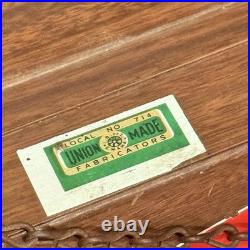 LOCAL NO 714
UNION MADE
FABRICATORS